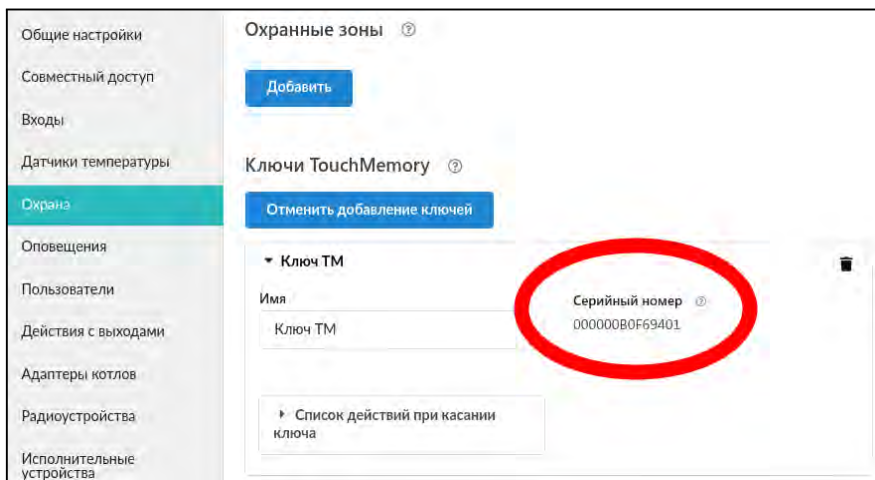 Общие настройки
Совместный доступ
Входы
Датчики температуры
Охрана
Оповещения
Пользователи
Действия с выходами
Адаптеры котлов
Радиоустройства
Исполнительные
устройства
Охранные зоны ?
Добавить
Ключи TouchMemory ?
Отменить добавление ключей
Ключ ТМ
Имя
Ключ ТМ
Серийный номер ?
000000B0F69401
Список действий при касании
ключа